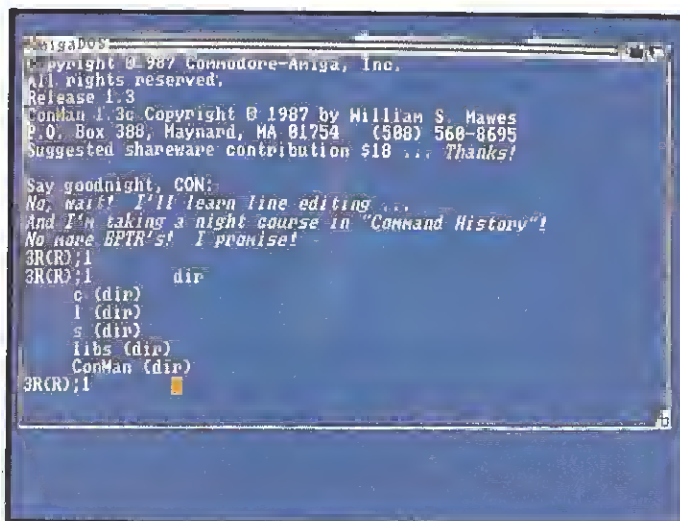 AmigaDOS
Copyright © 1987 Commodore-Amiga, Inc.
All rights reserved.
Release 1.3
ConMan 1.3c Copyright © 1987 by William S. Hawes
P.O. Box 388, Maynard, MA 01754 (508) 568-8695
Suggested shareware contribution $10 ... Thanks!
Say goodnight, CON:
No, wait! I'll learn line editing ...
And I'm taking a night course in "Command History"!
No more BPTR's! I promise!
3R(R);1
3R(R);1 dir
c (dir)
l (dir)
s (dir)
libs (dir)
ConMan (dir)
3R(R);1